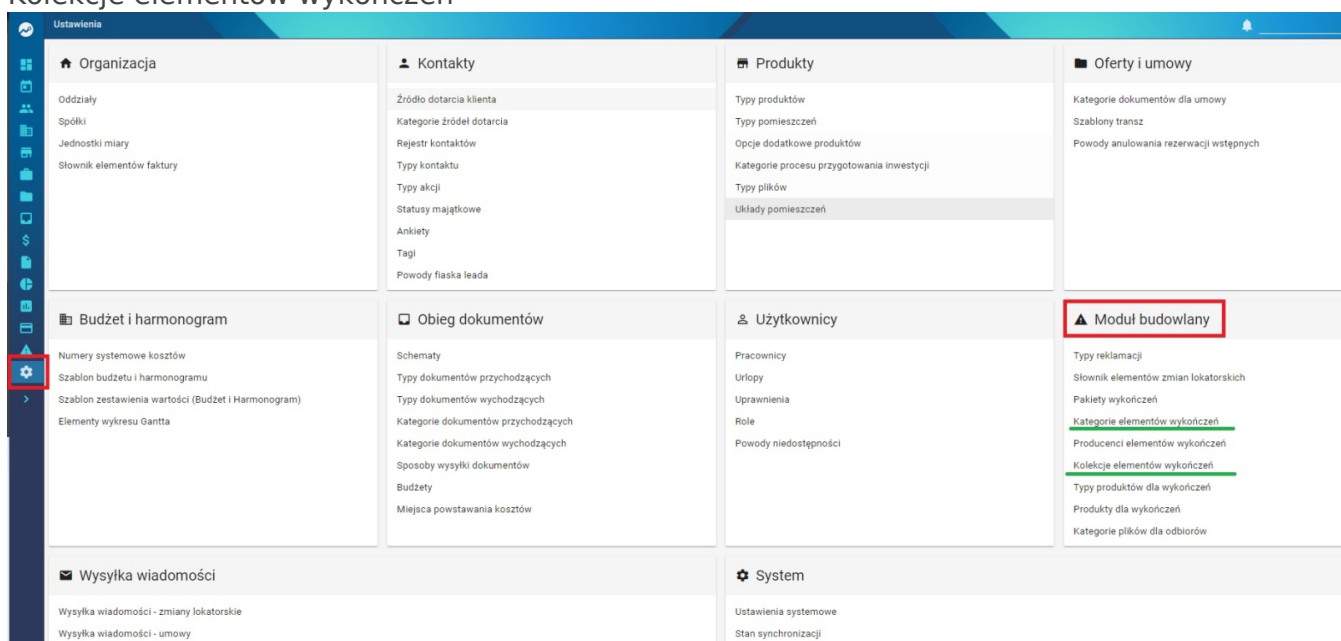 Kolekcje elementów wykończeń
Ustawienia
Organizacja
Oddziały
Spółki
Jednostki miary
Słownik elementów faktury
Kontakty
Źródło dotarcia klienta
Kategorie źródeł dotarcia
Rejestr kontaktów
Typy kontaktu
Typy akcji
Statusy majątkowe
Ankiety
Tagi
Powody fiaska leada
Produkty
Typy produktów
Typy pomieszczeń
Opcje dodatkowe produktów
Kategorie procesu przygotowania inwestycji
Typy plików
Układy pomieszczeń
Oferty i umowy
Kategorie dokumentów dla umowy
Szablony transz
Powody anulowania rezerwacji wstępnych
Budżet i harmonogram
Numery systemowe kosztów
Szablon budżetu i harmonogramu
Szablon zestawienia wartości (Budżet i Harmonogram)
Elementy wykresu Gantta
Obieg dokumentów
Schematy
Typy dokumentów przychodzących
Typy dokumentów wychodzących
Kategorie dokumentów przychodzących
Kategorie dokumentów wychodzących
Sposoby wysyłki dokumentów
Budżety
Miejsca powstawania kosztów
Użytkownicy
Pracownicy
Urlopy
Uprawnienia
Role
Powody niedostępności
Moduł budowlany
Typy reklamacji
Słownik elementów zmian lokatorskich
Pakiety wykończeń
Kategorie elementów wykończeń
Producenci elementów wykończeń
Kolekcje elementów wykończeń
Typy produktów dla wykończeń
Produkty dla wykończeń
Kategorie plików dla odbiorów
Wysyłka wiadomości
Wysyłka wiadomości - zmiany lokatorskie
Wysyłka wiadomości - umowy
System
Ustawienia systemowe
Stan synchronizacji